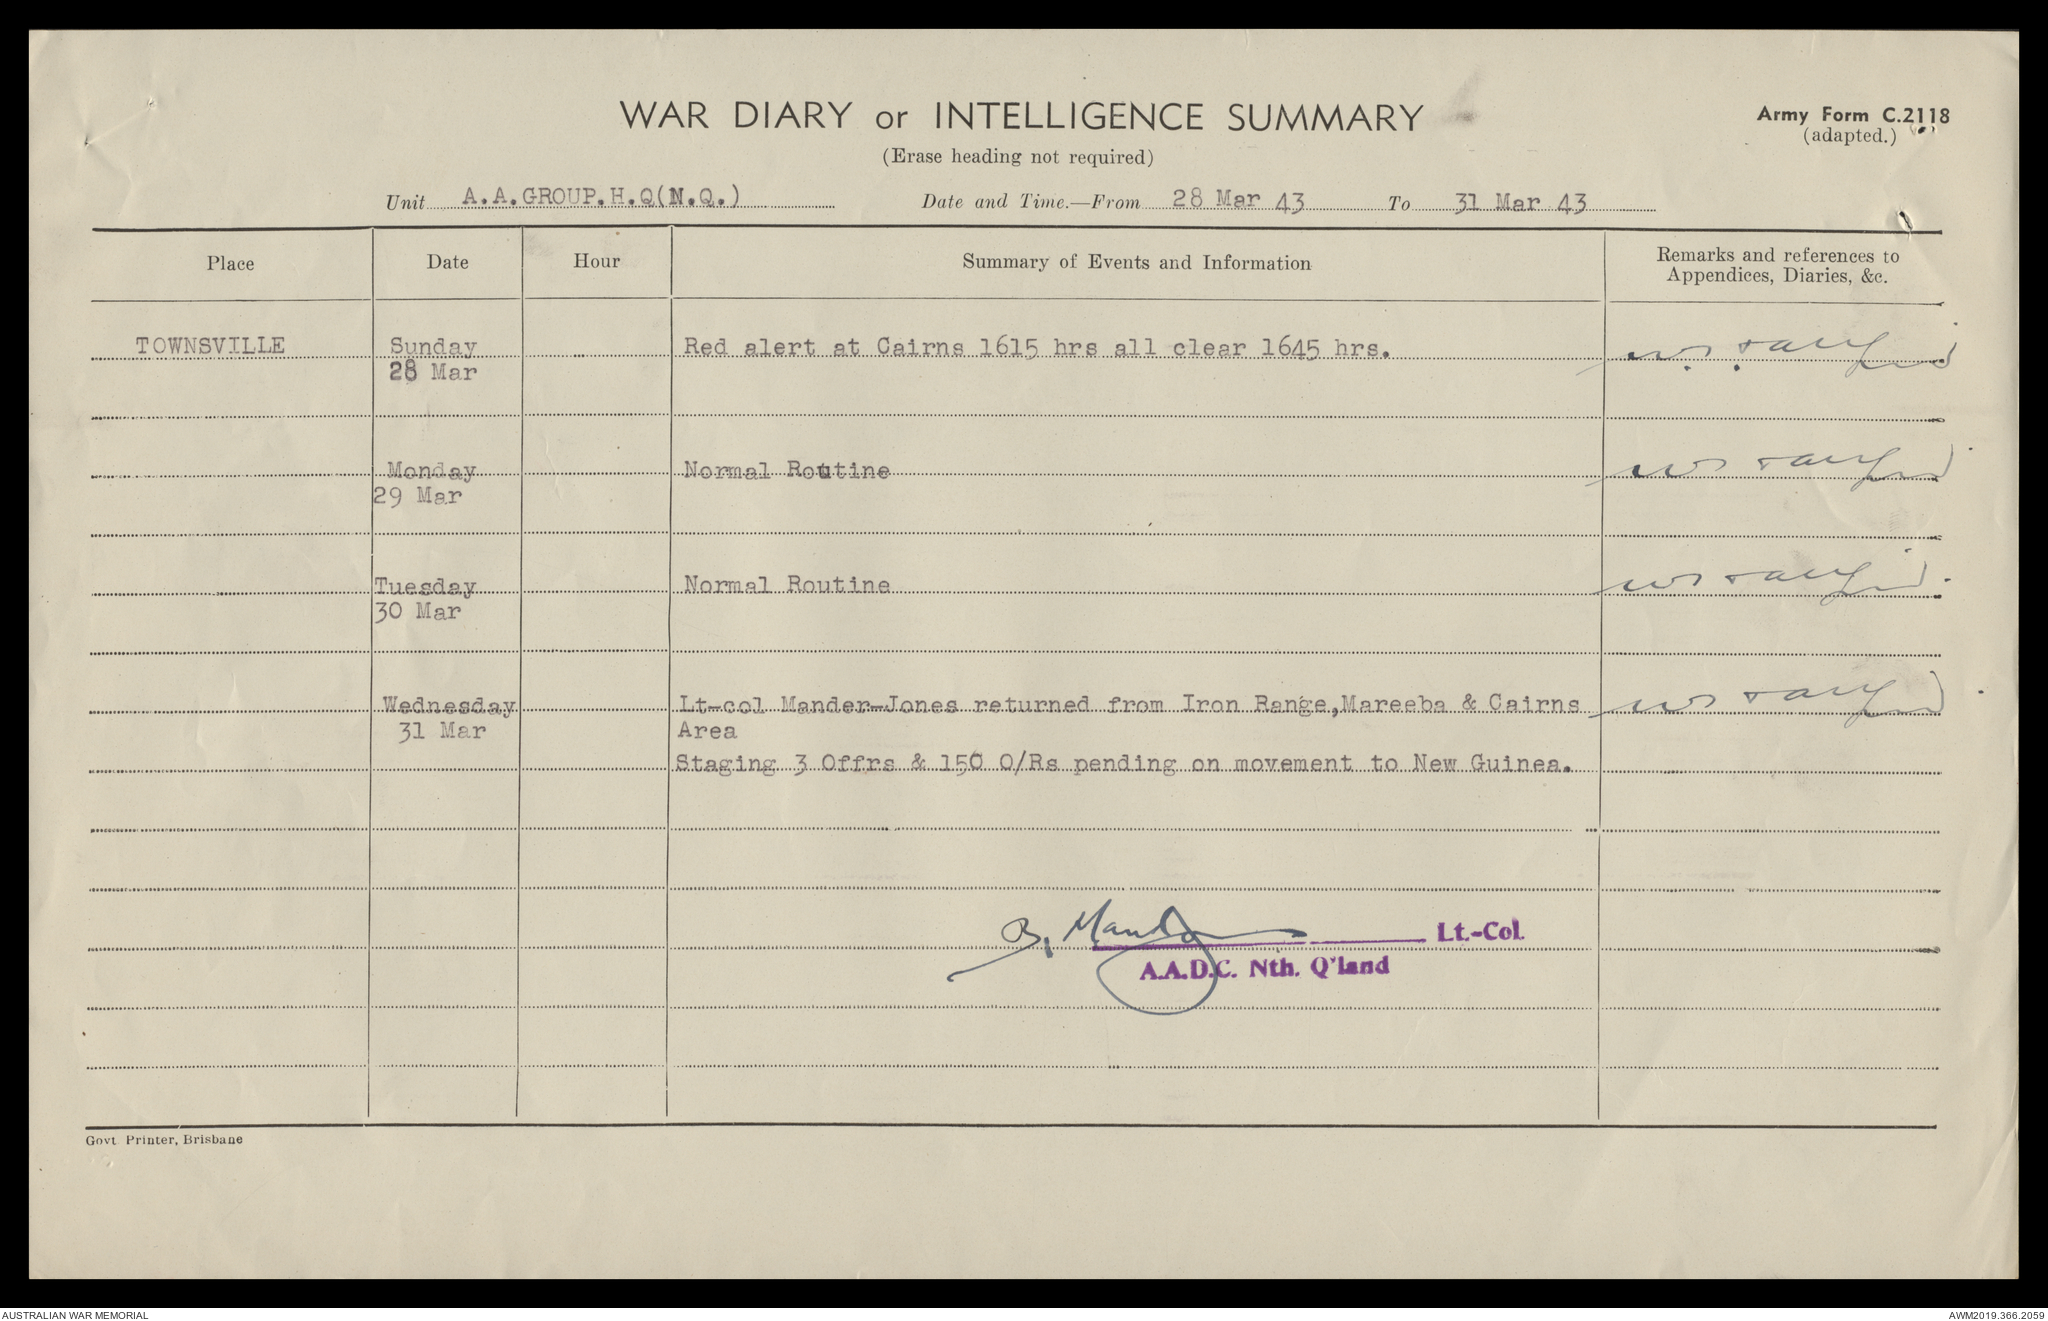 WAR DIARY or INTELLIGENCE SUMMARY
Army Form C.2118
(adapted.)
(Erase heading not required)
Unit A.A.GROUP.H.Q(N.Q.) Date and Time.—From 28 Mar 43 To 31 Mar 43
Place Date Hour Summary of Events and Information Remarks and references to
Appendices, Diaries, &c.
TOWNSVILLE Sunday Red alert at Cairns 1615 hrs all clear 1645 hrs.
28 Mar
Monday Normal Routine
29 Mar
Tuesday Normal Routine
30 Mar
Wednesday Lt-col Mander-Jones returned from Iron Range,Mareeba & Cairns
31 Mar Area
Staging 3 Offrs & 150 O/Rs pending on movement to New Guinea.
Lt.-Col.
A.A.D.C. Nth. Q'land
Govt Printer, Brisbane
AUSTRALIAN WAR MEMORIAL AWM2019.366.2059